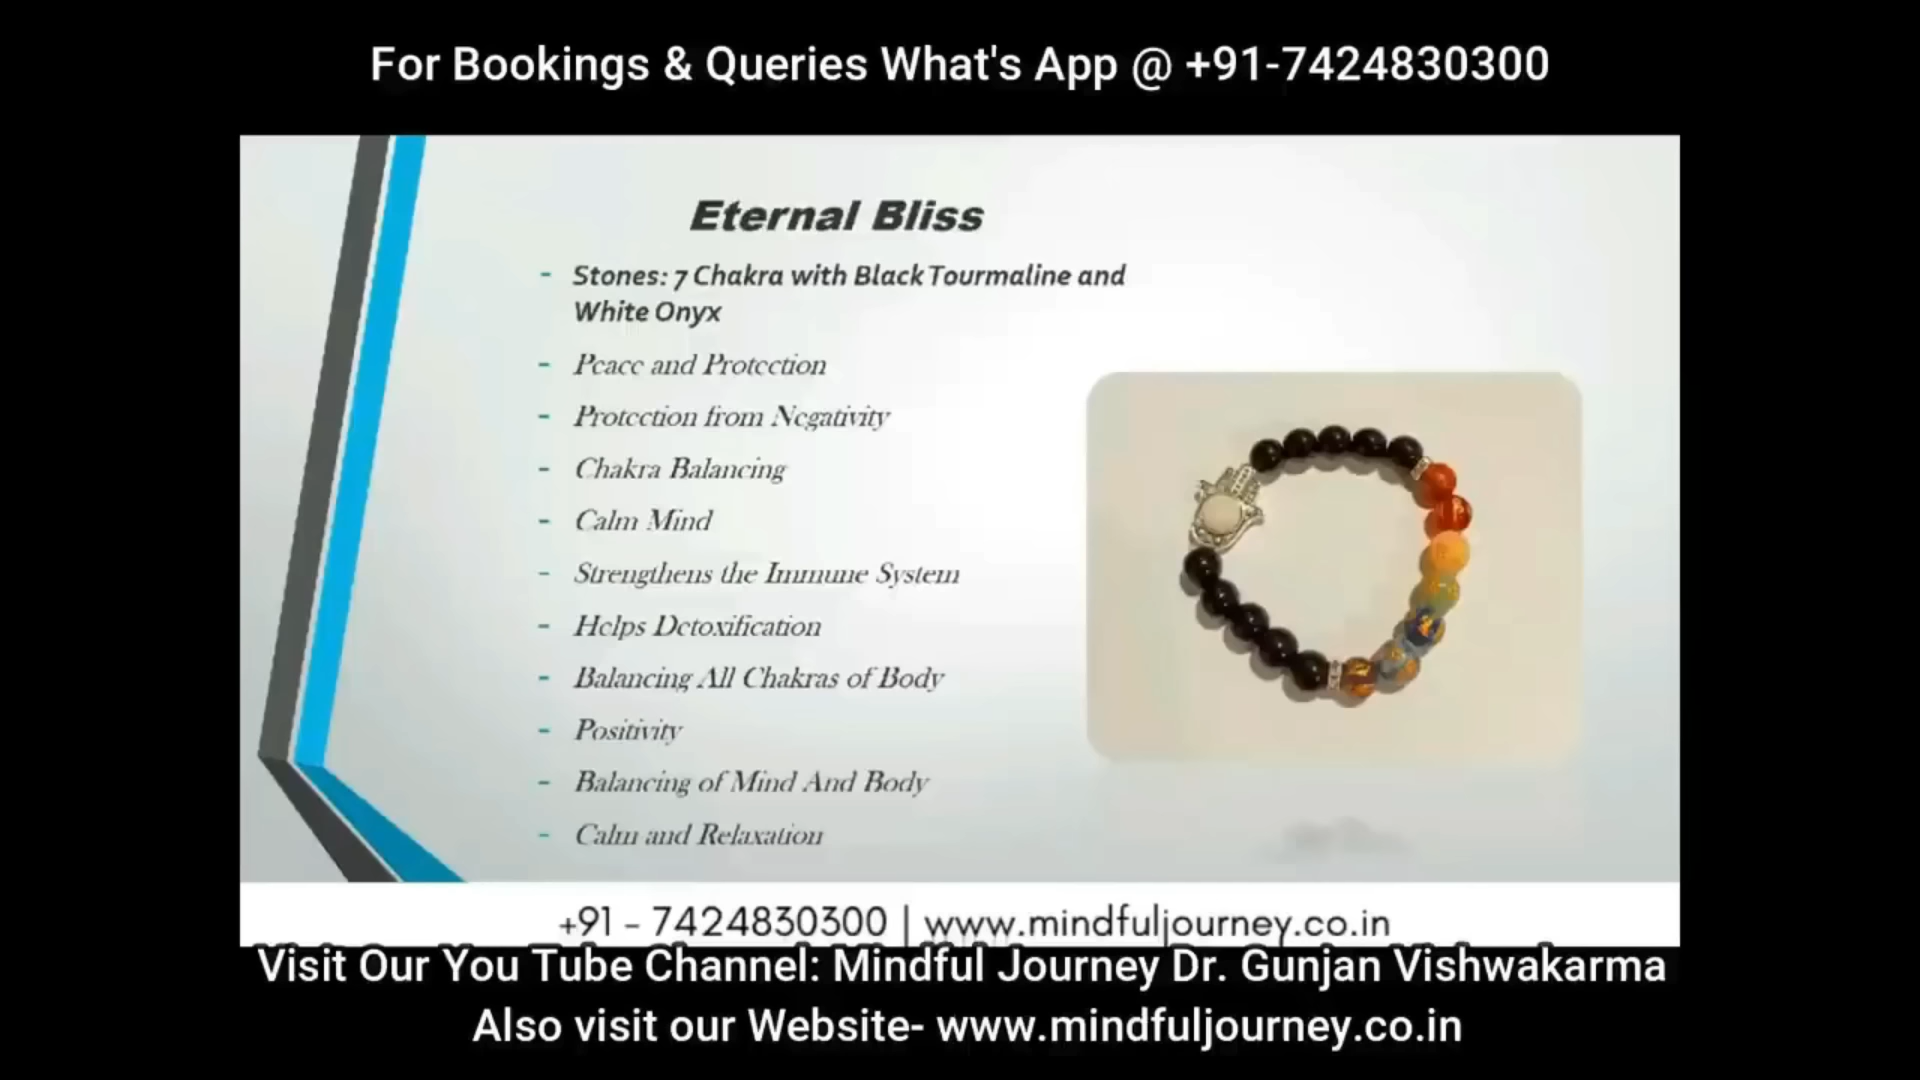 For Bookings & Queries What's App @ +91-7424830300
Eternal Bliss
- Stones: 7 Chakra with Black Tourmaline and
White Onyx
- Peace and Protection
- Protection from Negativity
- Chakra Balancing
- Calm Mind
- Strengthens the Immune System
- Helps Detoxification
- Balancing All Chakras of Body
- Positivity
- Balancing of Mind And Body
- Calm and Relaxation
+91 - 7424830300 | www.mindfuljourney.co.in
Visit Our You Tube Channel: Mindful Journey Dr. Gunjan Vishwakarma
Also visit our Website- www.mindfuljourney.co.in